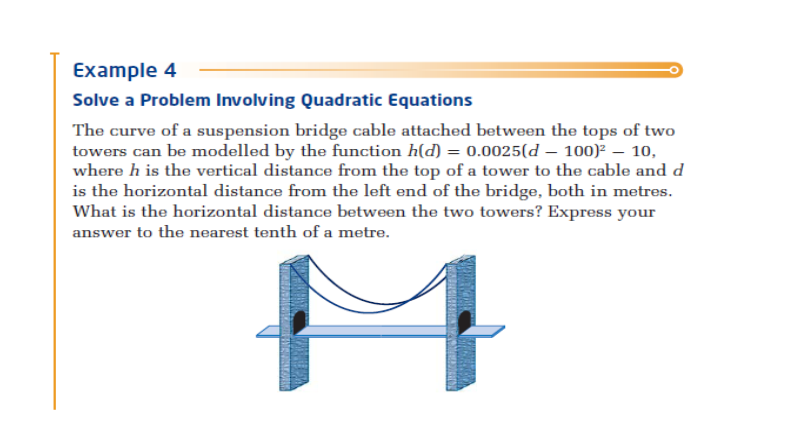 Example 4
Solve a Problem Involving Quadratic Equations
The curve of a suspension bridge cable attached between the tops of two
towers can be modelled by the function h(d) = 0.0025(d – 100)² – 10,
where h is the vertical distance from the top of a tower to the cable and d
is the horizontal distance from the left end of the bridge, both in metres.
What is the horizontal distance between the two towers? Express your
answer to the nearest tenth of a metre.